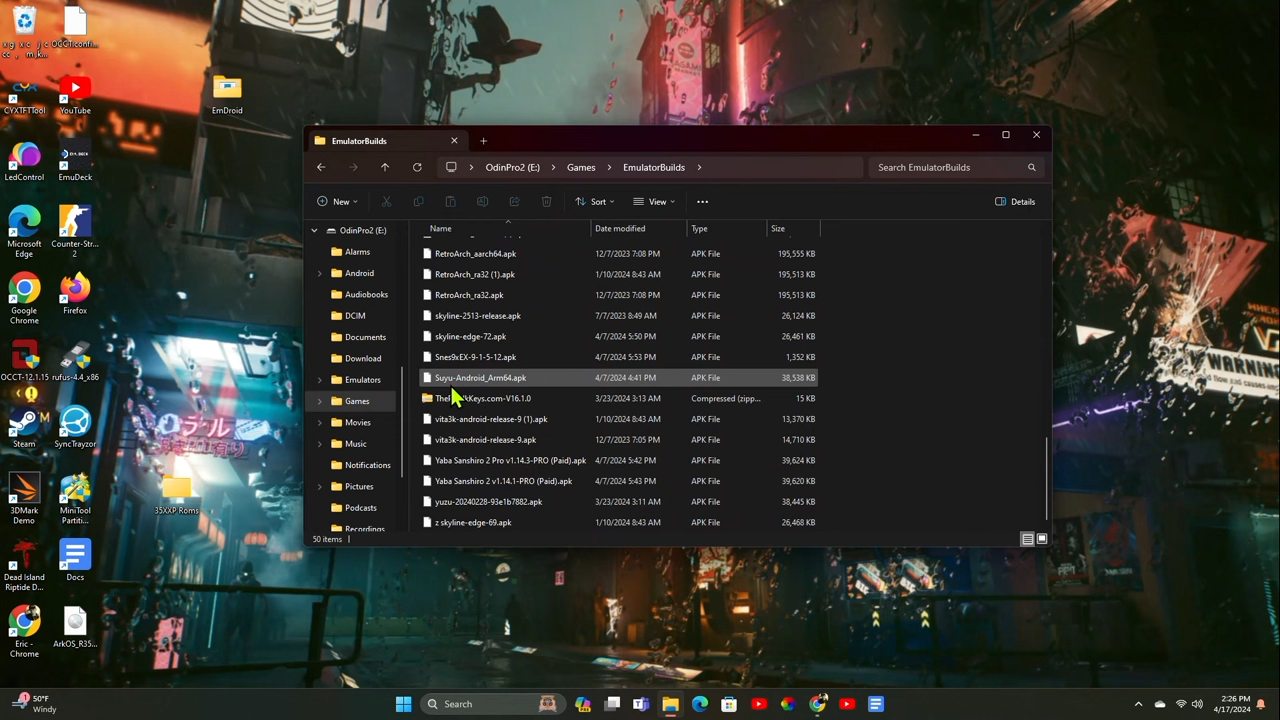 OCCT.confi...
CYXTFTTool
YouTube
EmDroid
LedControl
EmuDeck
Microsoft
Edge
Counter-Str...
2
Google
Chrome
Firefox
OCCT-12.1.15
rufus-4.4_x86
Steam
SyncTrayzor
3DMark
Demo
MiniTool
Partiti...
35XXP Roms
Dead Island
Riptide D...
Docs
Eric -
Chrome
ArkOS_R35...
EmulatorBuilds
OdinPro2 (E:)
Games
EmulatorBuilds
Search EmulatorBuilds
New
Sort
View
Details
OdinPro2 (E:)
Alarms
Android
Audiobooks
DCIM
Documents
Download
Emulators
Games
Movies
Music
Notifications
Pictures
Podcasts
Recordings
Name Date modified Type Size
RetroArch_aarch64.apk 12/7/2023 7:08 PM APK File 195,555 KB
RetroArch_ra32 (1).apk 1/10/2024 8:43 AM APK File 195,513 KB
RetroArch_ra32.apk 12/7/2023 7:08 PM APK File 195,513 KB
skyline-2513-release.apk 7/7/2023 8:49 AM APK File 26,124 KB
skyline-edge-72.apk 4/7/2024 5:50 PM APK File 26,461 KB
Snes9xEX-9-1-5-12.apk 4/7/2024 5:53 PM APK File 1,352 KB
Suyu-Android_Arm64.apk 4/7/2024 4:41 PM APK File 38,538 KB
Keys.com-V16.1.0 3/23/2024 3:13 AM Compressed (zipp... 15 KB
vita3k-android-release-9 (1).apk 1/10/2024 8:43 AM APK File 13,370 KB
vita3k-android-release-9.apk 12/7/2023 7:05 PM APK File 14,710 KB
Yaba Sanshiro 2 Pro v1.14.3-PRO (Paid).apk 4/7/2024 5:42 PM APK File 39,624 KB
Yaba Sanshiro 2 v1.14.1-PRO (Paid).apk 4/7/2024 5:43 PM APK File 39,620 KB
yuzu-20240228-93e1b7882.apk 3/23/2024 3:11 AM APK File 38,445 KB
z skyline-edge-69.apk 1/10/2024 8:43 AM APK File 26,468 KB
50 items
1
50°F
Windy
Search
2:26 PM
4/17/2024